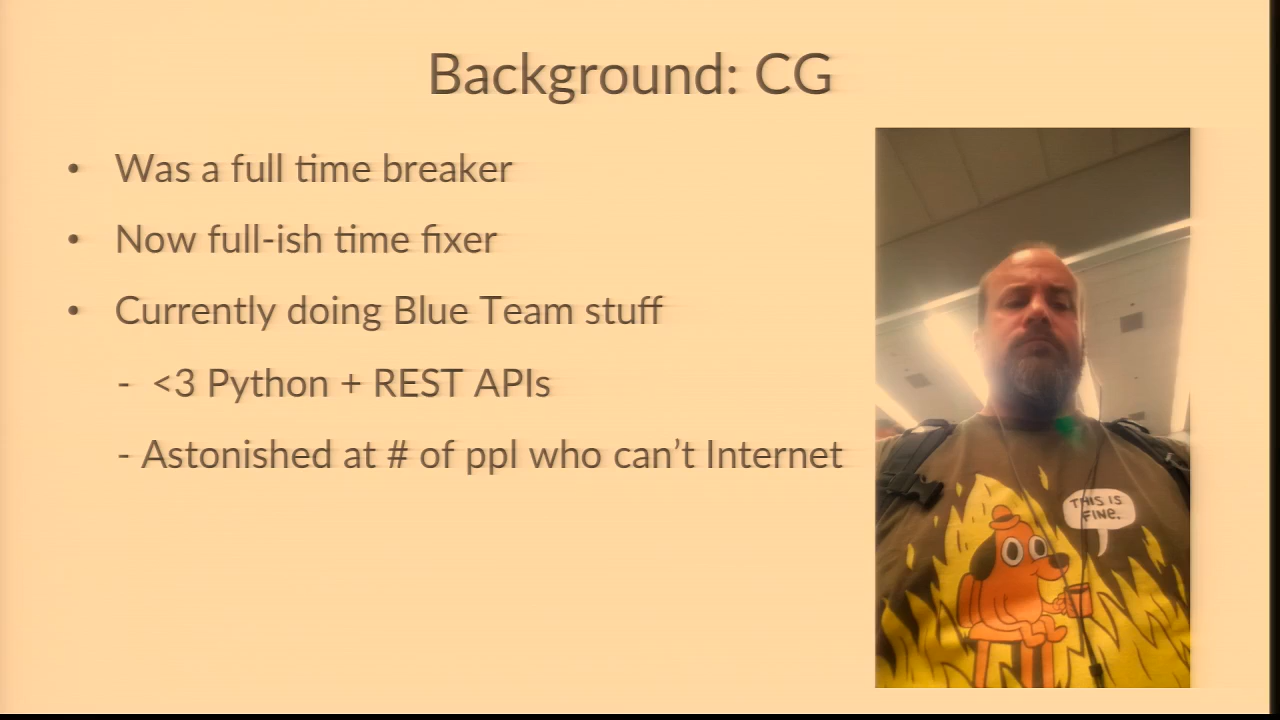 Background: CG
• Was a full time breaker
• Now full-ish time fixer
• Currently doing Blue Team stuff
- <3 Python + REST APIs
- Astonished at # of ppl who can’t Internet
THIS IS
FINE.